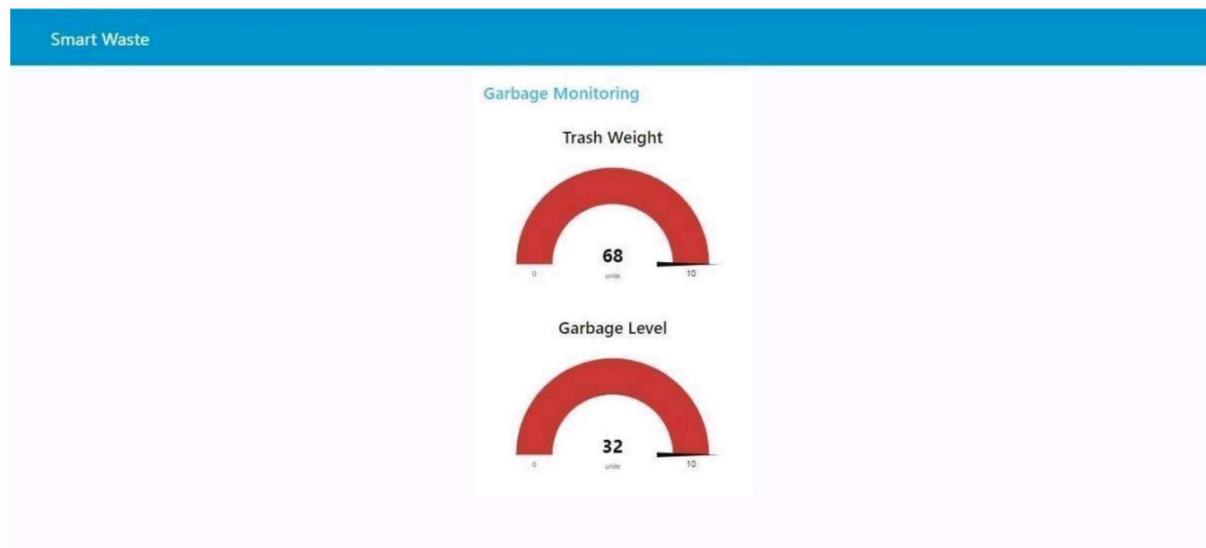 Smart Waste
Garbage Monitoring
Trash Weight
68
units
0
10
Garbage Level
32
units
0
10